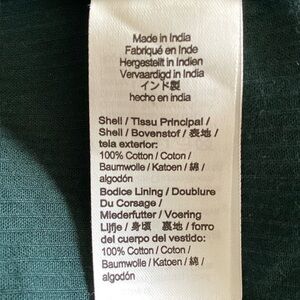 Made in India
Fabriqué en Inde
Hergestellt in Indien
Vervaardigd in India
インド製
hecho en india
Shell / Tissu Principal /
Shell / Bovenstof / 表地 /
tela exterior:
100% Cotton / Coton /
Baumwolle / Katoen / 綿 /
algodón
Bodice Lining / Doublure
Du Corsage /
Miederfutter / Voering
Lijfje / 身頃 裏地 / forro
del cuerpo del vestido:
100% Cotton / Coton /
Baumwolle / Katoen / 綿 /
algodón